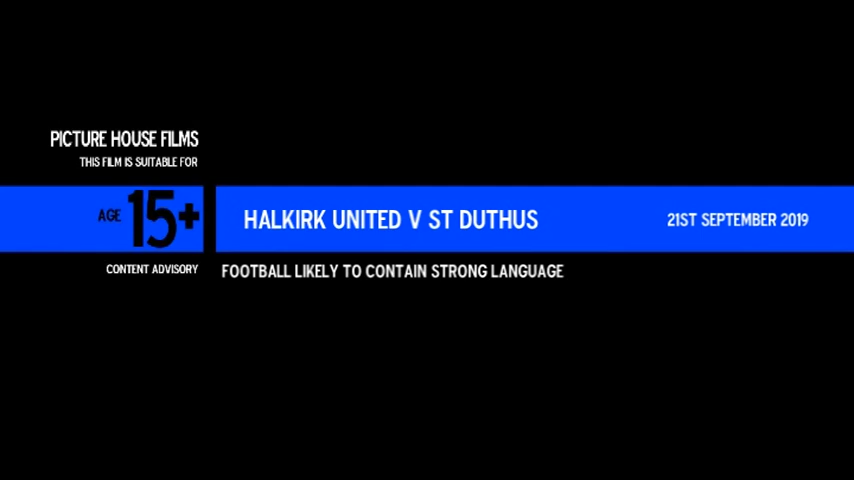 PICTURE HOUSE FILMS
THIS FILM IS SUITABLE FOR
AGE 15+
HALKIRK UNITED V ST DUTHUS
21ST SEPTEMBER 2019
CONTENT ADVISORY
FOOTBALL LIKELY TO CONTAIN STRONG LANGUAGE